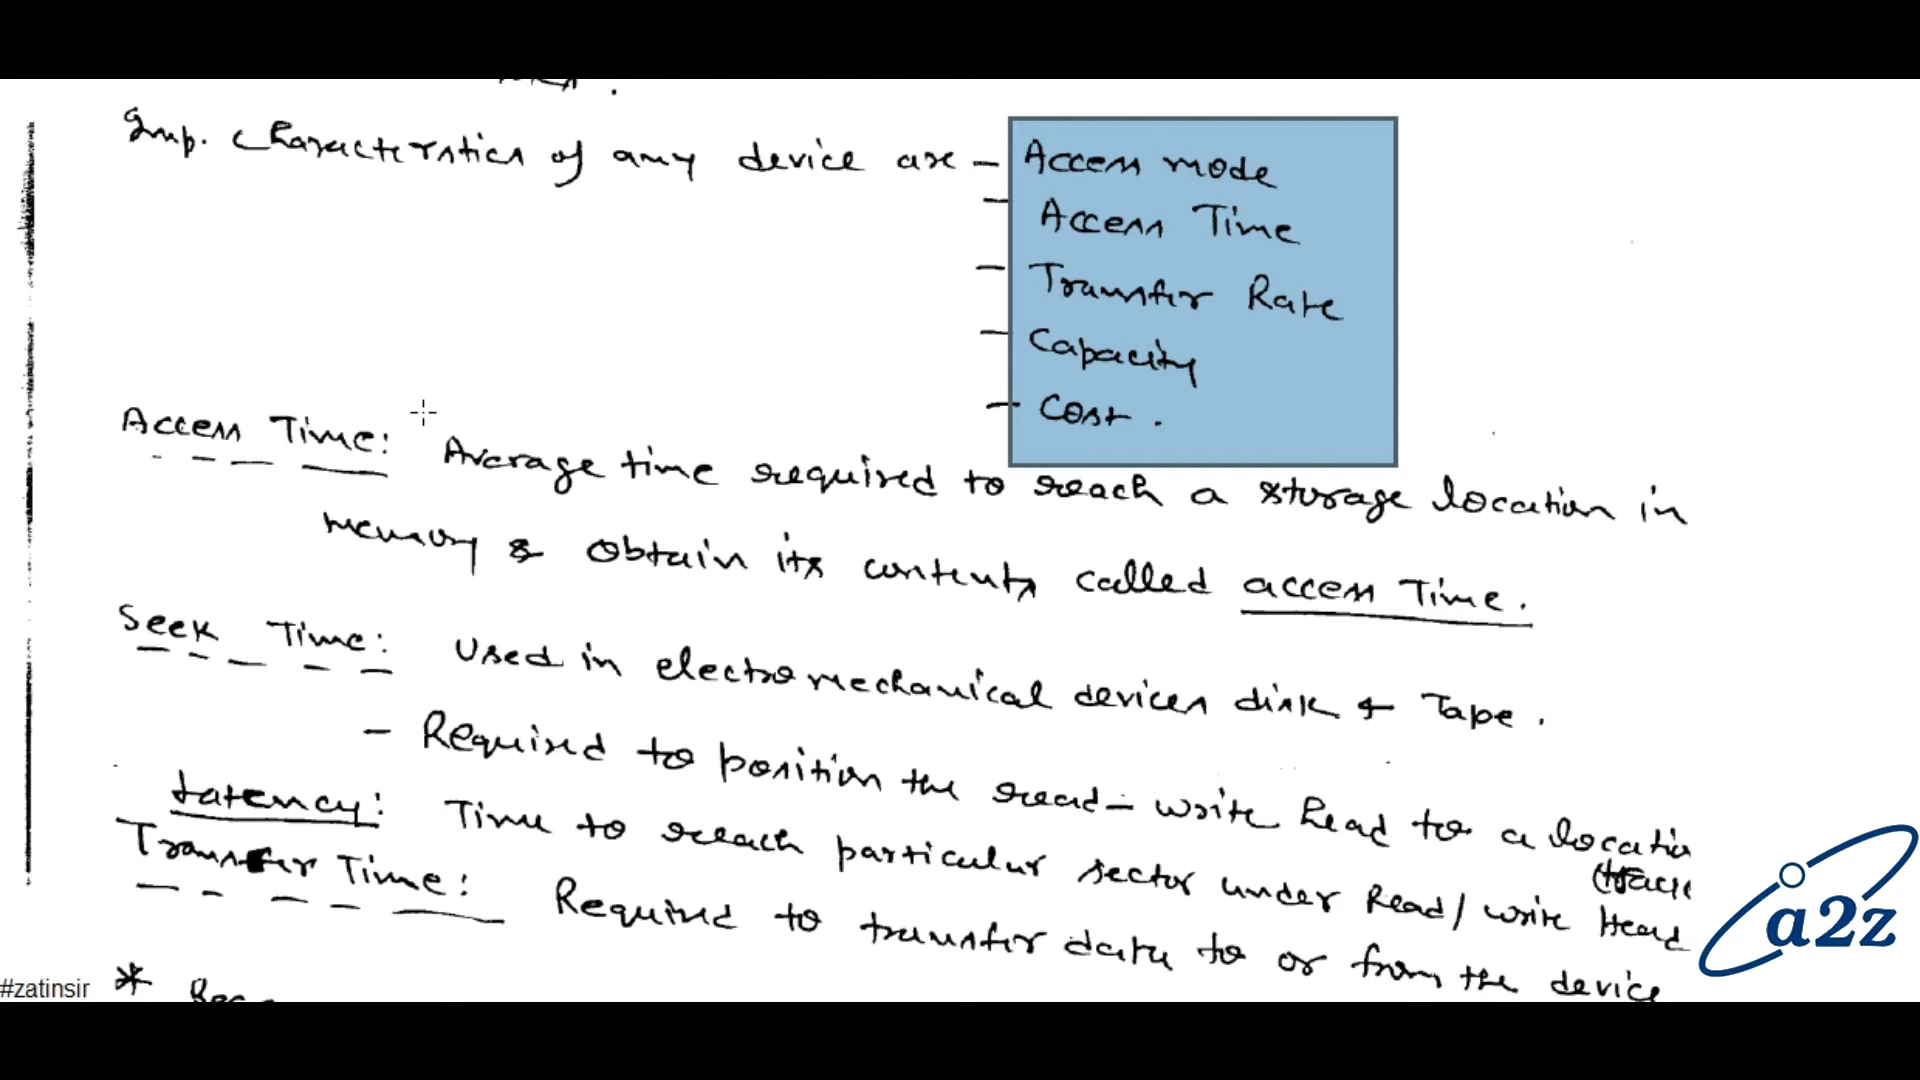 Imp. characteristics of any device are – Access mode
– Access Time
– Transfer Rate
– Capacity
– Cost.
Access Time: Average time required to reach a storage location in
memory & obtain its contents called access Time.
Seek Time: Used in electromechanical devices disk & Tape.
– Required to position the read-write head to a locatio
(track
Latency: Time to reach particular sector under Read/write Head
Transfer Time: Required to transfer data to or from the device
*
a2z
#zatinsir